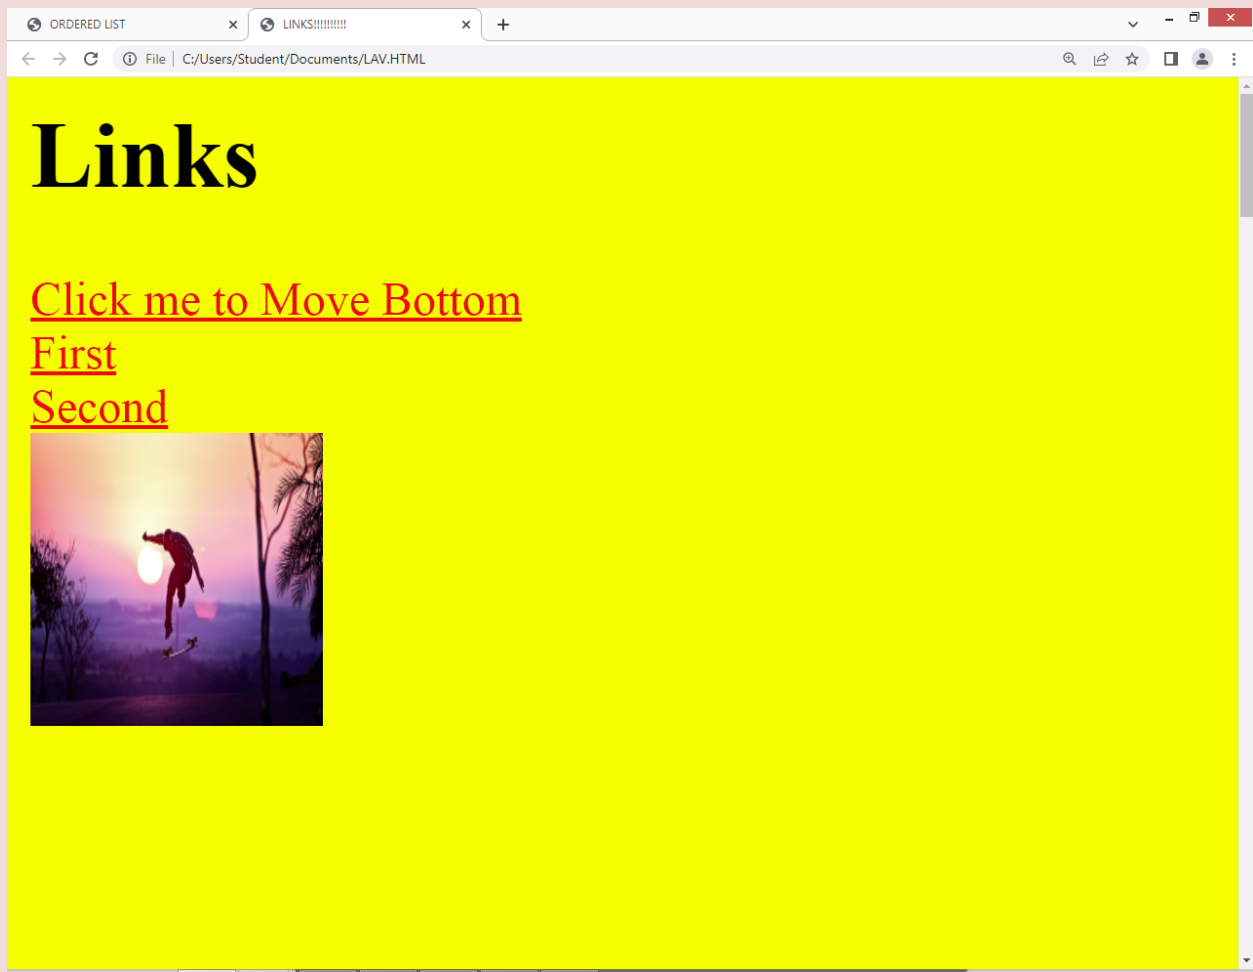 ORDERED LIST
LINKS!!!!!!!!!!
File | C:/Users/Student/Documents/LAV.HTML
Links
Click me to Move Bottom
First
Second